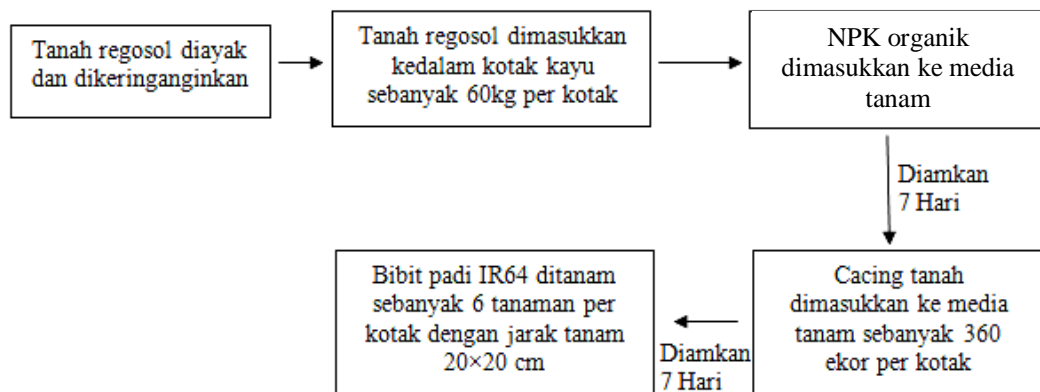 Tanah regosol diayak
dan dikeringanginkan
Tanah regosol dimasukkan
kedalam kotak kayu
sebanyak 60kg per kotak
NPK organik
dimasukkan ke media
tanam
Diamkan
7 Hari
Cacing tanah
dimasukkan ke media
tanam sebanyak 360
ekor per kotak
Diamkan
7 Hari
Bibit padi IR64 ditanam
sebanyak 6 tanaman per
kotak dengan jarak tanam
20×20 cm